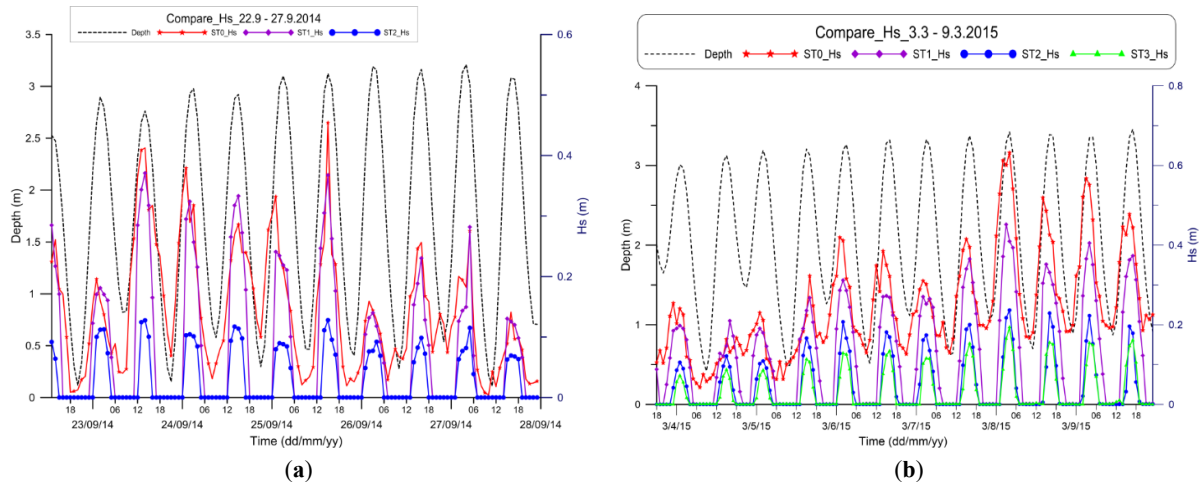 Compare_Hs_22.9 - 27.9.2014
Depth ST0_Hs ST1_Hs ST2_Hs
3.5
3
2.5
2
1.5
1
0.5
0
Depth (m)
0.6
0.4
0.2
0
Hs (m)
18 06 12 18 06 12 18 06 12 18 06 12 18 06 12 18
23/09/14 24/09/14 25/09/14 26/09/14 27/09/14 28/09/14
Time (dd/mm/yy)
(a)
Compare_Hs_3.3 - 9.3.2015
Depth ST0_Hs ST1_Hs ST2_Hs ST3_Hs
4
3
2
1
0
Depth (m)
0.8
0.6
0.4
0.2
0
Hs (m)
18 06 12 18 06 12 18 06 12 18 06 12 18 06 12 18 06 12 18
3/4/15 3/5/15 3/6/15 3/7/15 3/8/15 3/9/15
Time (dd/mm/yy)
(b)